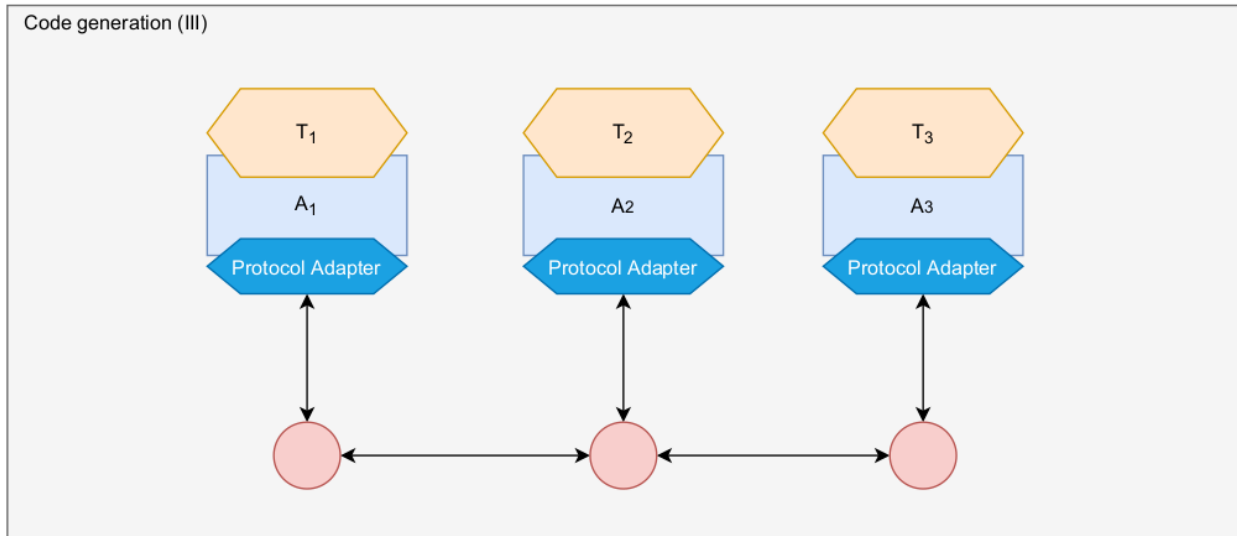 Code generation (III)
T₁
T₂
T₃
A₁
A2
A3
Protocol Adapter
Protocol Adapter
Protocol Adapter